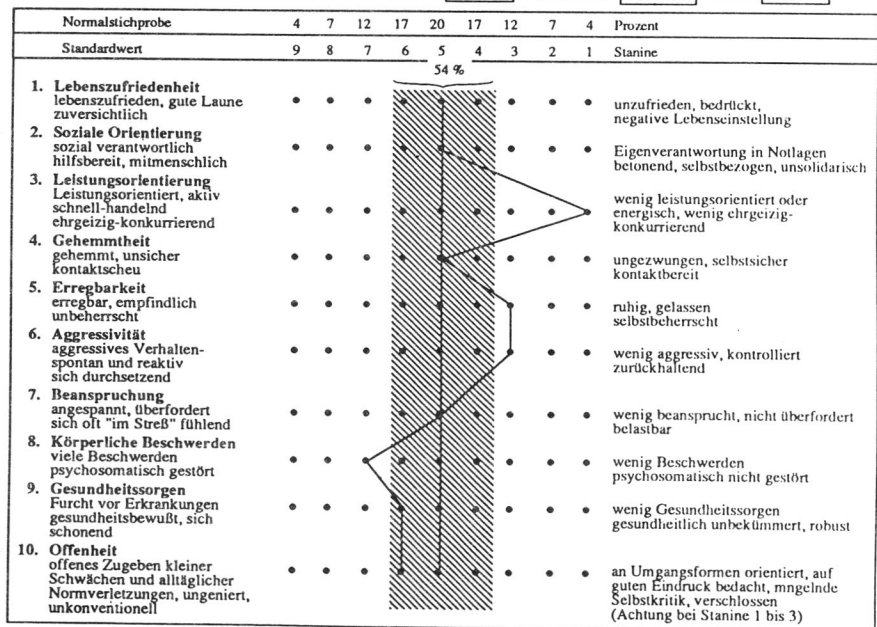 Normalstichprobe 4 7 12 17 20 17 12 7 4 Prozent
Standardwert 9 8 7 6 5 4 3 2 1 Stanine
54 %
1. Lebenszufriedenheit
lebenszufrieden, gute Laune
zuversichtlich
unzufrieden, bedrückt,
negative Lebenseinstellung
2. Soziale Orientierung
sozial verantwortlich
hilfsbereit, mitmenschlich
Eigenverantwortung in Notlagen
betonend, selbstbezogen, unsolidarisch
3. Leistungsorientierung
Leistungsorientiert, aktiv
schnell-handelnd
ehrgeizig-konkurrierend
wenig leistungsorientiert oder
energisch, wenig ehrgeizig-
konkurrierend
4. Gehemmtheit
gehemmt, unsicher
kontaktscheu
ungezwungen, selbstsicher
kontaktbereit
5. Erregbarkeit
erregbar, empfindlich
unbeherrscht
ruhig, gelassen
selbstbeherrscht
6. Aggressivität
aggressives Verhalten-
spontan und reaktiv
sich durchsetzend
wenig aggressiv, kontrolliert
zurückhaltend
7. Beanspruchung
angespannt, überfordert
sich oft "im Streß" fühlend
wenig beansprucht, nicht überfordert
belastbar
8. Körperliche Beschwerden
viele Beschwerden
psychosomatisch gestört
wenig Beschwerden
psychosomatisch nicht gestört
9. Gesundheitssorgen
Furcht vor Erkrankungen
gesundheitsbewußt, sich
schonend
wenig Gesundheitssorgen
gesundheitlich unbekümmert, robust
10. Offenheit
offenes Zugeben kleiner
Schwächen und alltäglicher
Normverletzungen, ungeniert,
unkonventionell
an Umgangsformen orientiert, auf
guten Eindruck bedacht, mngelnde
Selbstkritik, verschlossen
(Achtung bei Stanine 1 bis 3)